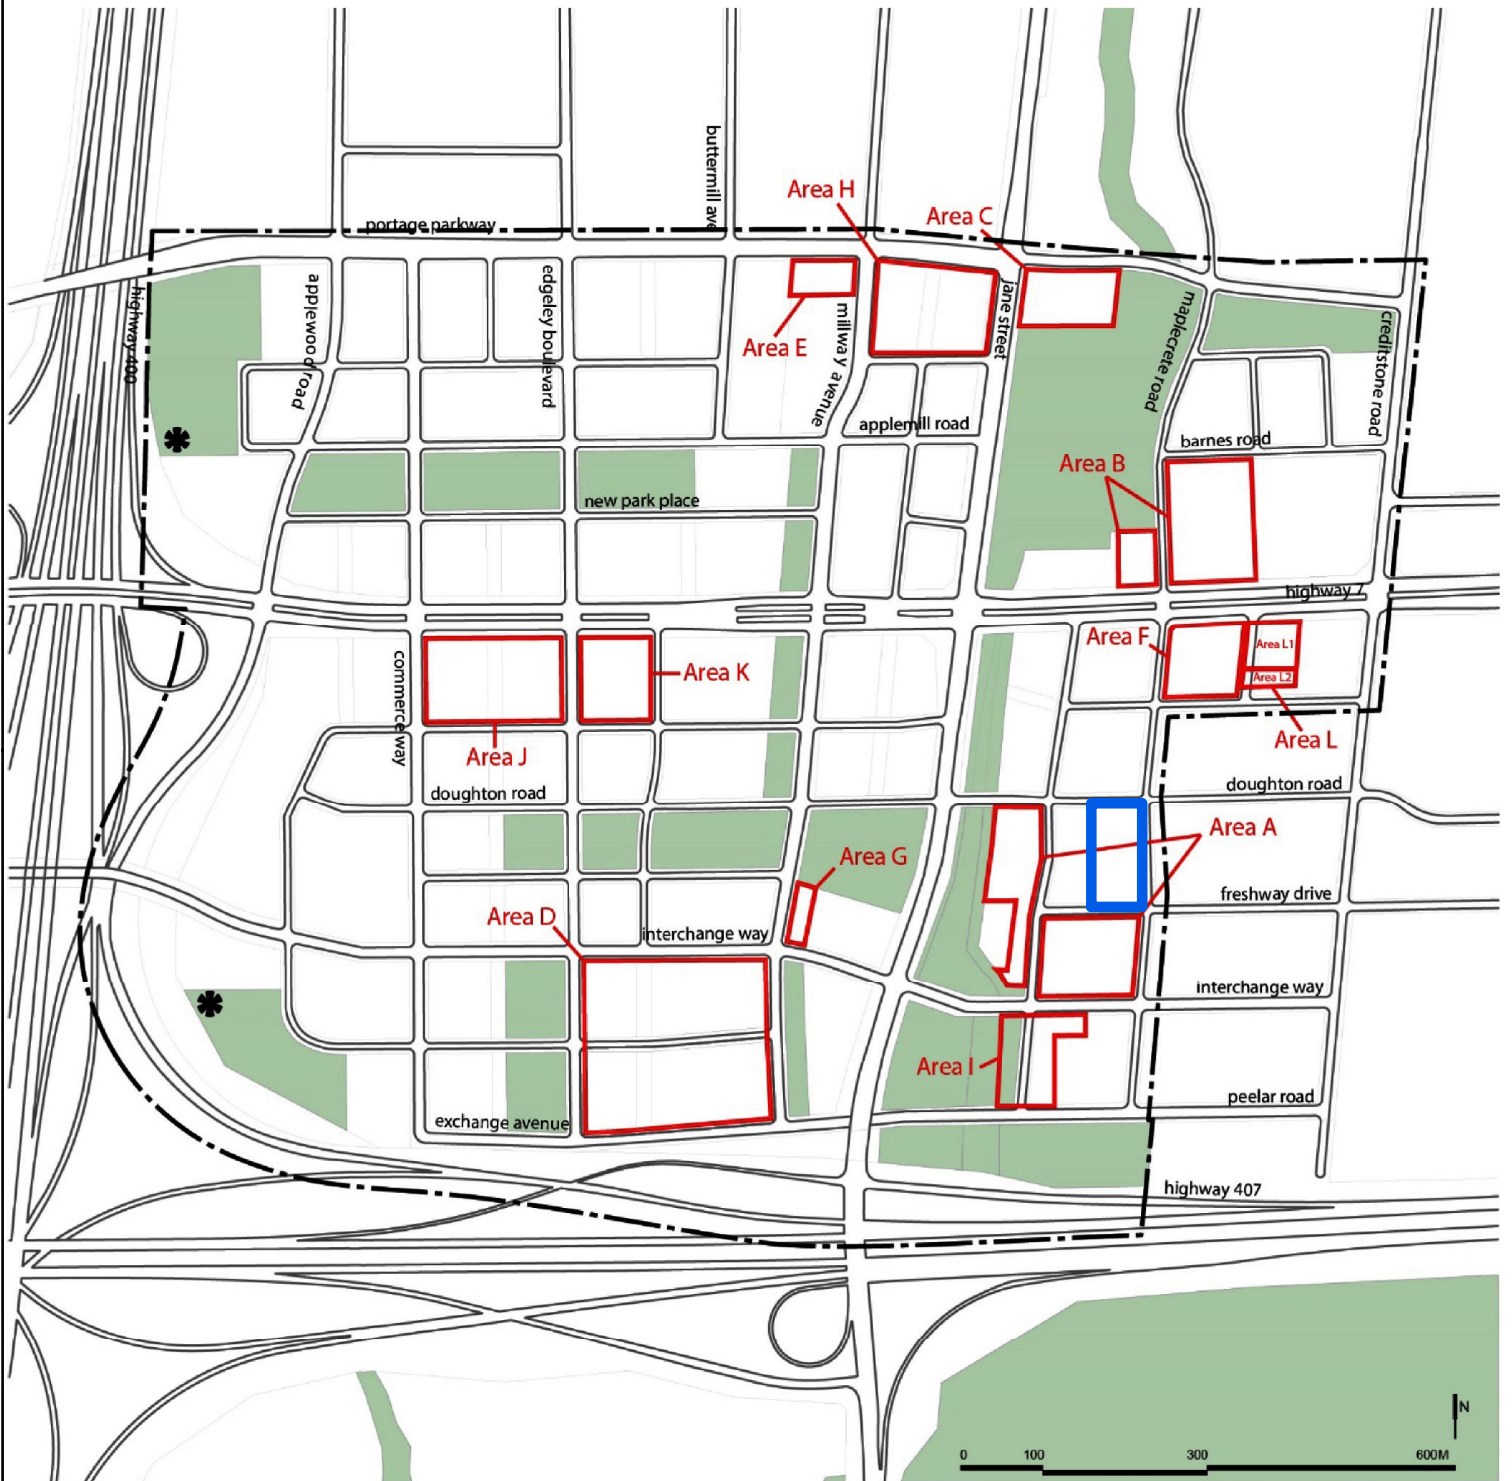 buttermill ave
Area H
Area C
portage parkway
highway 400
applewood road
edgeley boulevard
Area E
millway avenue
jane street
maplecrete road
creditstone road
applemill road
barnes road
Area B
new park place
highway 7
Area F
Area L1
Area L2
commerce way
Area K
Area J
Area L
doughton road
doughton road
Area A
Area G
freshway drive
Area D
interchange way
interchange way
Area I
peelar road
exchange avenue
highway 407
N
0 100 300 600M